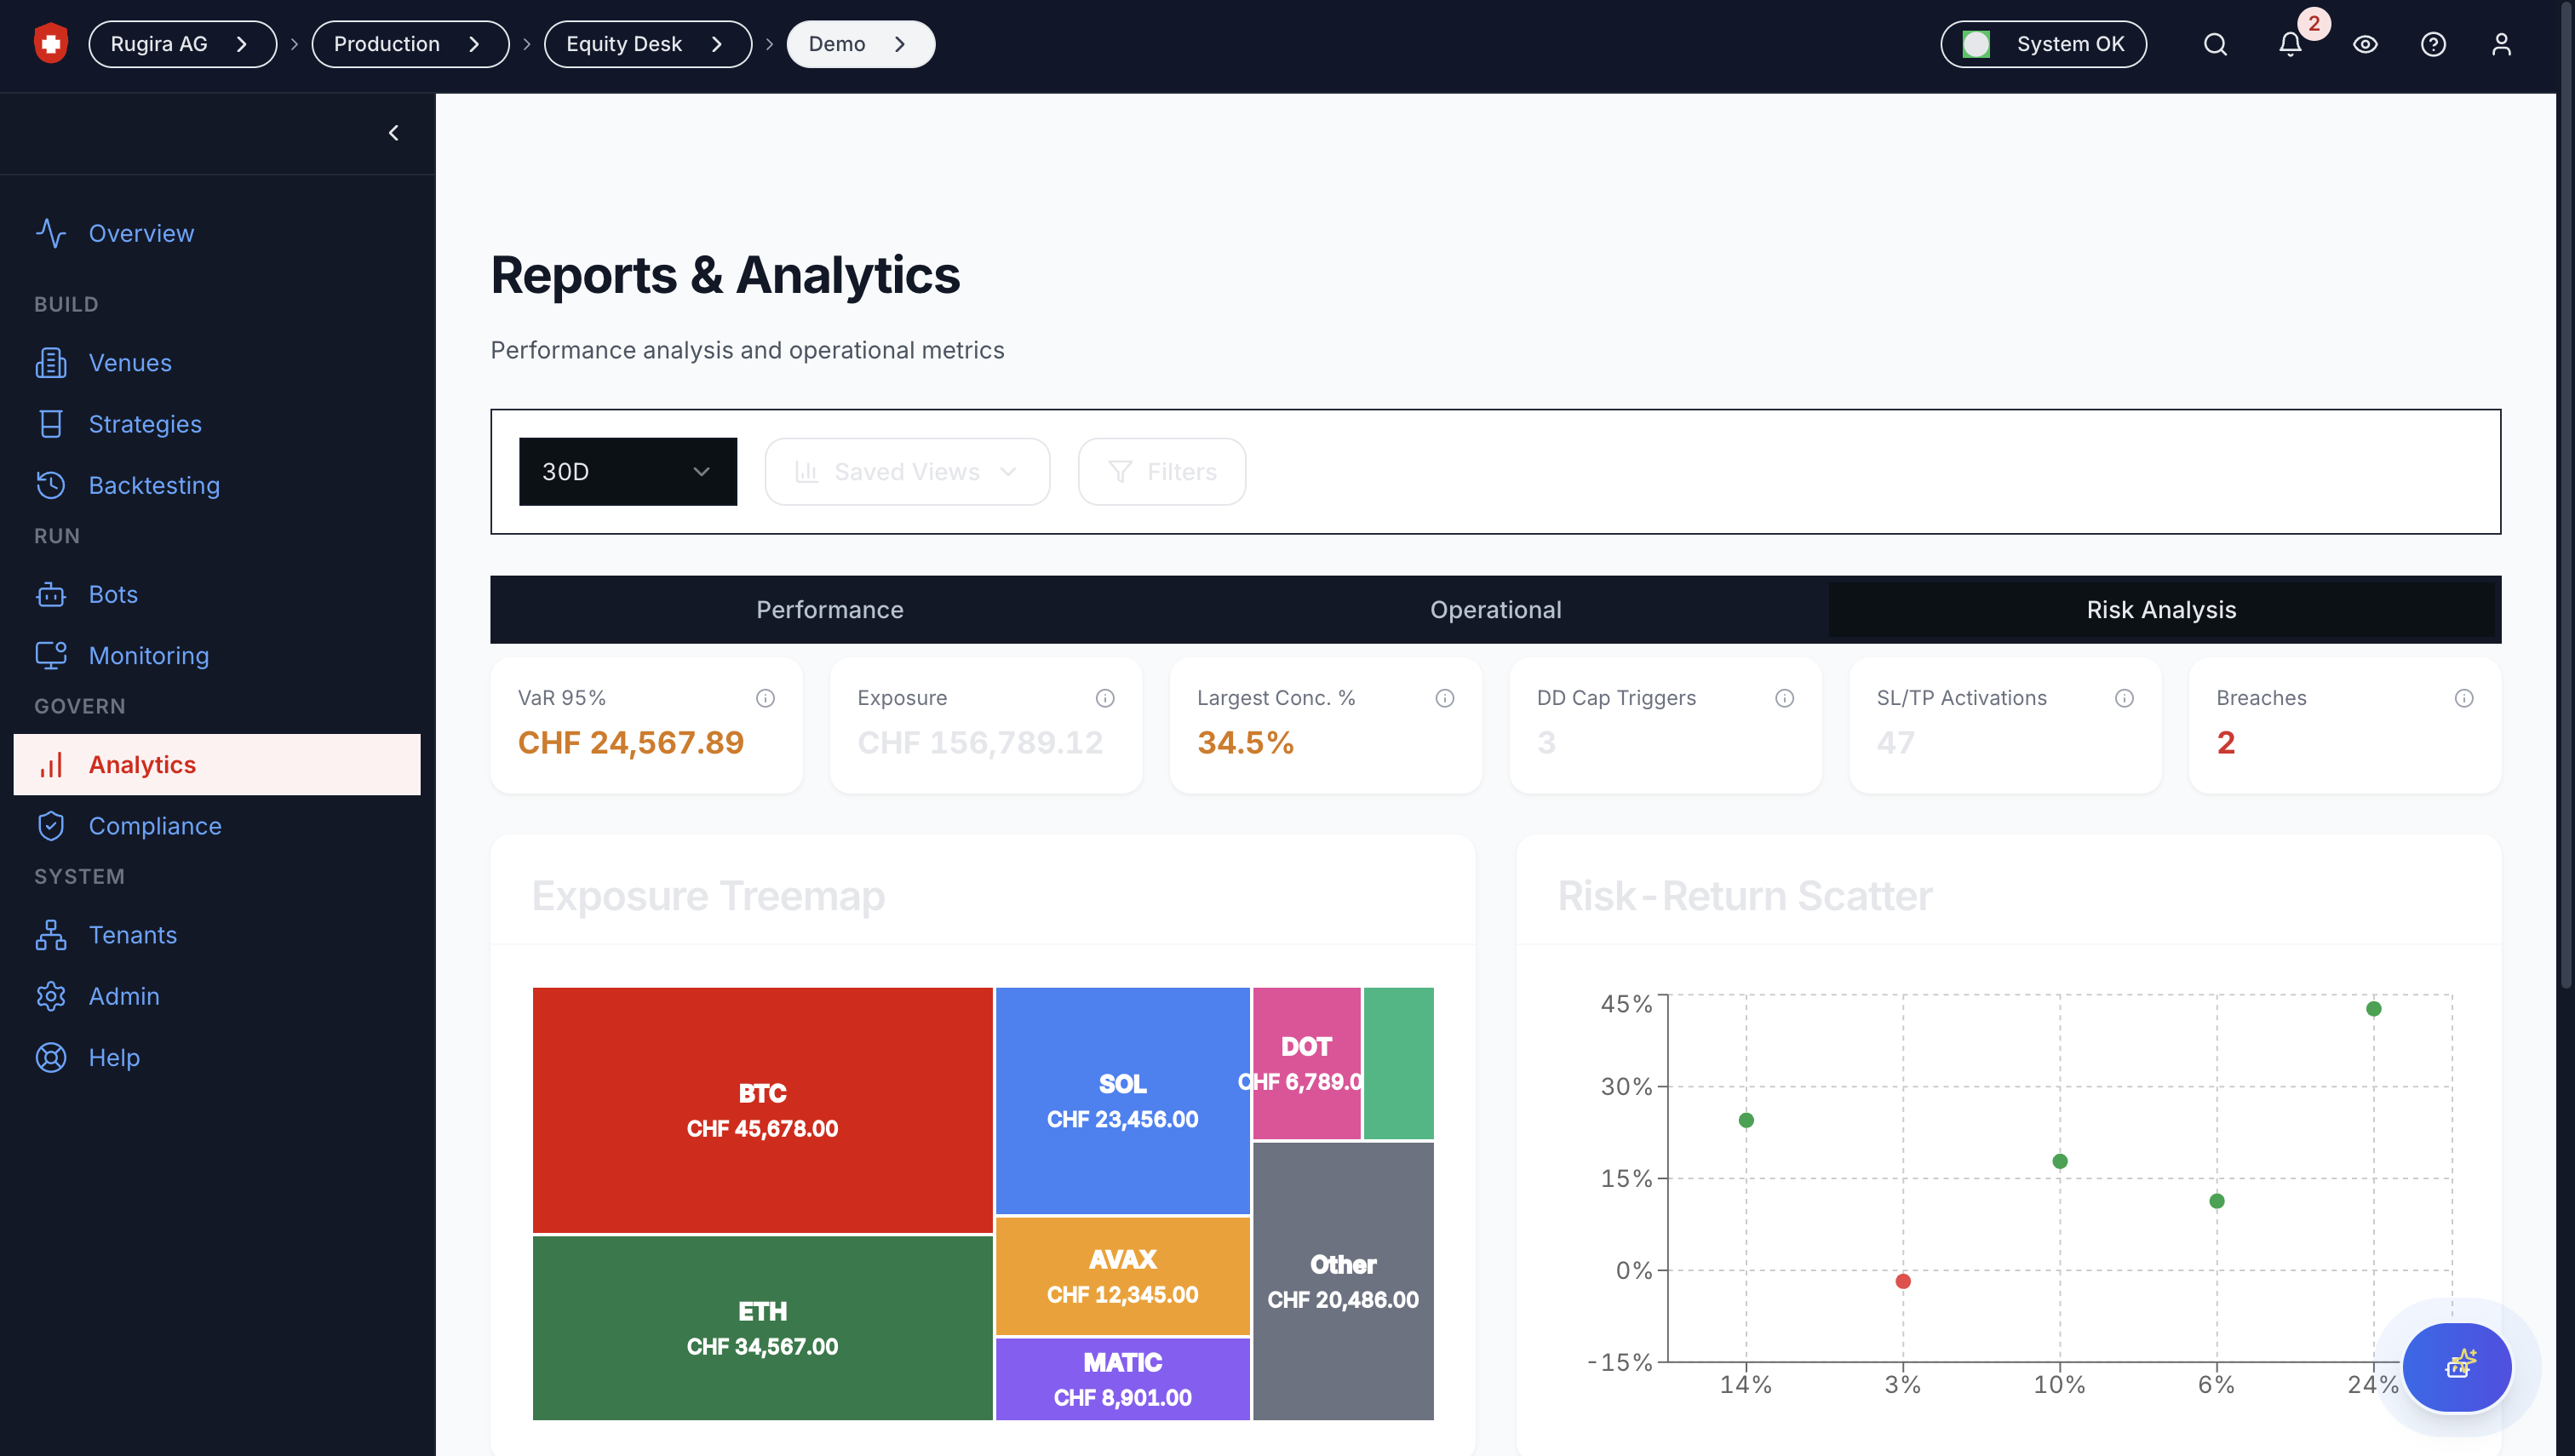 Rugira AG
Production
Equity Desk
Demo
System OK
2
Overview
BUILD
Venues
Strategies
Backtesting
RUN
Bots
Monitoring
GOVERN
Analytics
Compliance
SYSTEM
Tenants
Admin
Help
Reports & Analytics
Performance analysis and operational metrics
30D
Saved Views
Filters
Performance
Operational
Risk Analysis
VaR 95%
CHF 24,567.89
Exposure
CHF 156,789.12
Largest Conc. %
34.5%
DD Cap Triggers
3
SL/TP Activations
47
Breaches
2
Exposure Treemap
BTC
CHF 45,678.00
ETH
CHF 34,567.00
SOL
CHF 23,456.00
AVAX
CHF 12,345.00
MATIC
CHF 8,901.00
DOT
CHF 6,789.0
Other
CHF 20,486.00
Risk-Return Scatter
45%
30%
15%
0%
-15%
14%
3%
10%
6%
24%